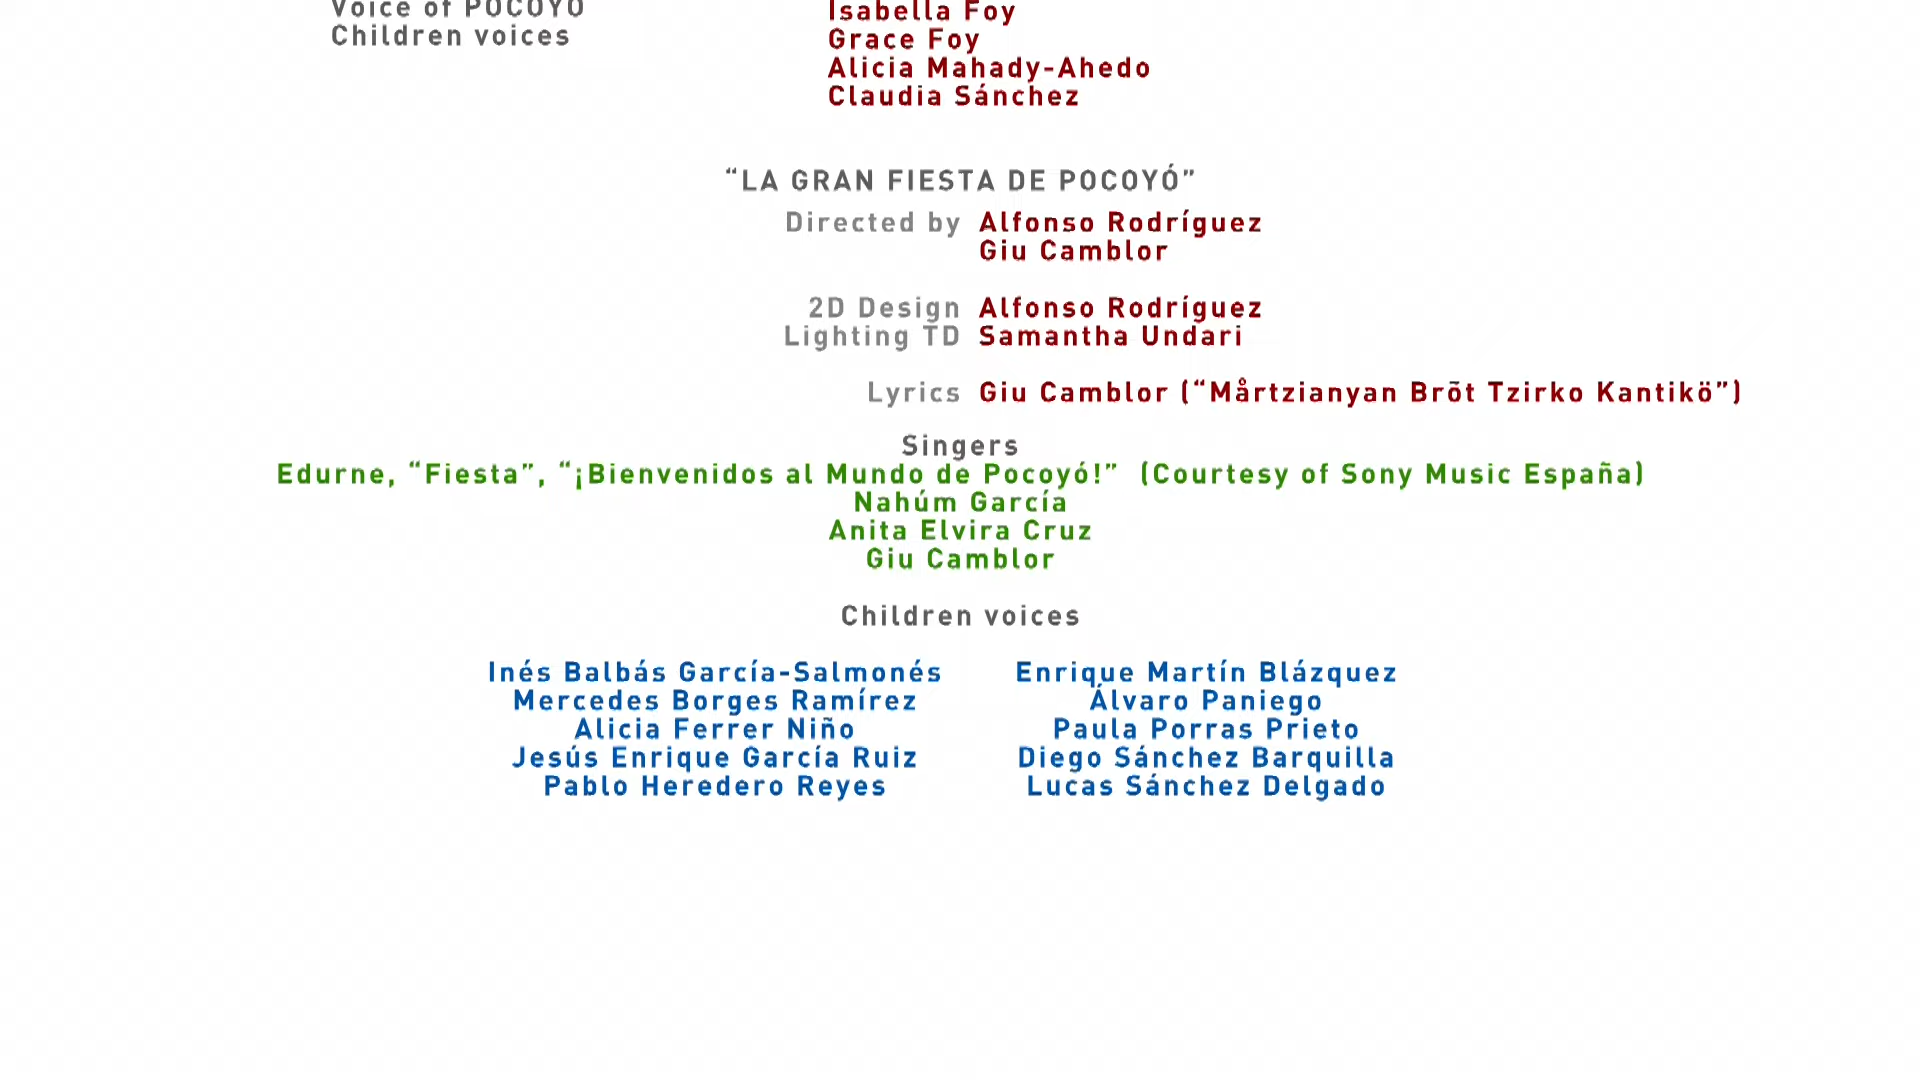 Voice of POCOYO Isabella Foy
Children voices Grace Foy
Alicia Mahady-Ahedo
Claudia Sánchez
“LA GRAN FIESTA DE POCOYÓ”
Directed by Alfonso Rodríguez
Giu Camblor
2D Design Alfonso Rodríguez
Lighting TD Samantha Undari
Lyrics Giu Camblor (“Mårtzianyan Brōt Tzirko Kantikö”)
Singers
Edurne, “Fiesta”, “¡Bienvenidos al Mundo de Pocoyó!” (Courtesy of Sony Music España)
Nahúm García
Anita Elvira Cruz
Giu Camblor
Children voices
Inés Balbás García-Salmonés Enrique Martín Blázquez
Mercedes Borges Ramírez Álvaro Paniego
Alicia Ferrer Niño Paula Porras Prieto
Jesús Enrique García Ruiz Diego Sánchez Barquilla
Pablo Heredero Reyes Lucas Sánchez Delgado